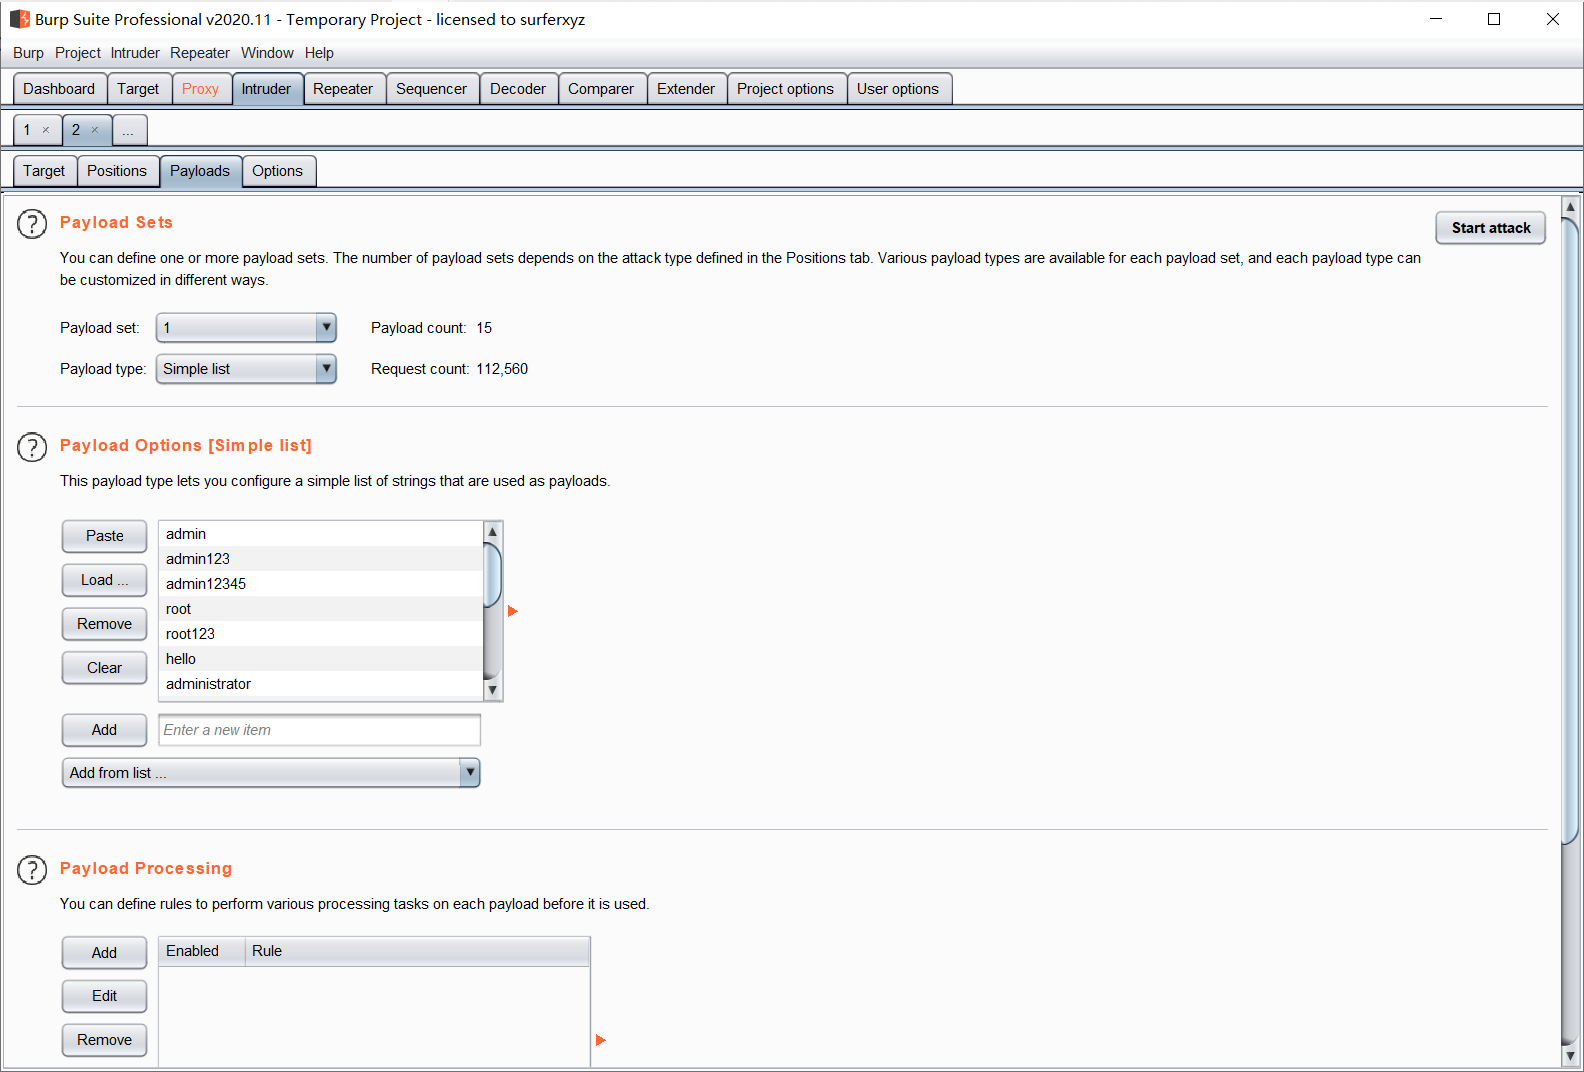 Burp Suite Professional v2020.11 - Temporary Project - licensed to surferxyz
Burp Project Intruder Repeater Window Help
Dashboard Target Proxy Intruder Repeater Sequencer Decoder Comparer Extender Project options User options
1 × 2 × ...
Target Positions Payloads Options
? Payload Sets
Start attack
You can define one or more payload sets. The number of payload sets depends on the attack type defined in the Positions tab. Various payload types are available for each payload set, and each payload type can
be customized in different ways.
Payload set: 1 Payload count: 15
Payload type: Simple list Request count: 112,560
? Payload Options [Simple list]
This payload type lets you configure a simple list of strings that are used as payloads.
Paste
Load ...
Remove
Clear
admin
admin123
admin12345
root
root123
hello
administrator
Add Enter a new item
Add from list ...
? Payload Processing
You can define rules to perform various processing tasks on each payload before it is used.
Add
Edit
Remove
Enabled Rule